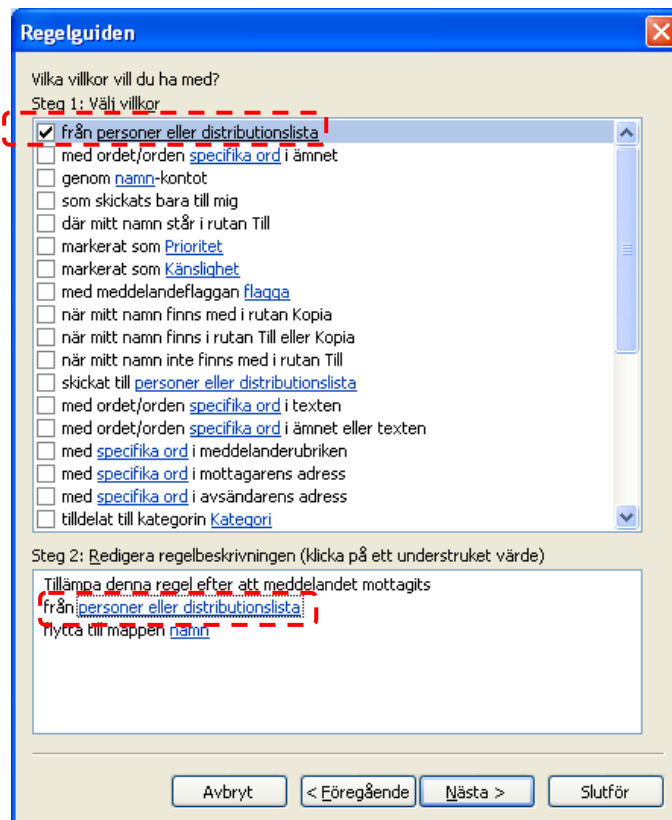 Regelguiden
Vilka villkor vill du ha med?
Steg 1: Välj villkor
från personer eller distributionslista
med ordet/orden specifika ord i ämnet
genom namn-kontot
som skickats bara till mig
där mitt namn står i rutan Till
markerat som Prioritet
markerat som Känslighet
med meddelandeflaggan flagga
när mitt namn finns med i rutan Kopia
när mitt namn finns i rutan Till eller Kopia
när mitt namn inte finns med i rutan Till
skickat till personer eller distributionslista
med ordet/orden specifika ord i texten
med ordet/orden specifika ord i ämnet eller texten
med specifika ord i meddelanderubriken
med specifika ord i mottagarens adress
med specifika ord i avsändarens adress
tilldelat till kategorin Kategori
Steg 2: Redigera regelbeskrivningen (klicka på ett understruket värde)
Tillämpa denna regel efter att meddelandet mottagits
från personer eller distributionslista
flytta till mappen namn
Avbryt < Föregående Nästa > Slutför